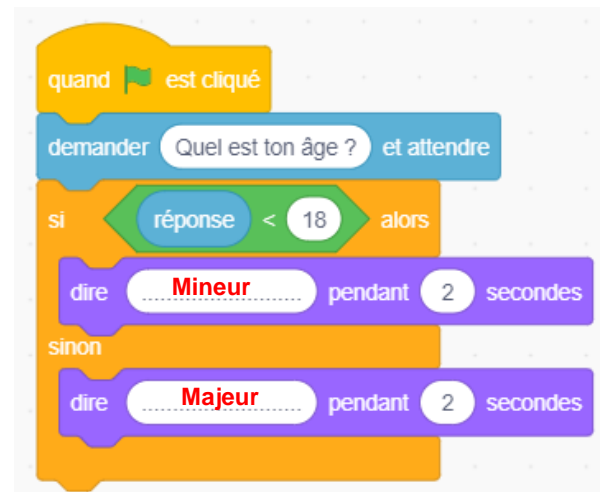 quand est cliqué
demander Quel est ton âge ? et attendre
si réponse < 18 alors
dire Mineur pendant 2 secondes
sinon
dire Majeur pendant 2 secondes